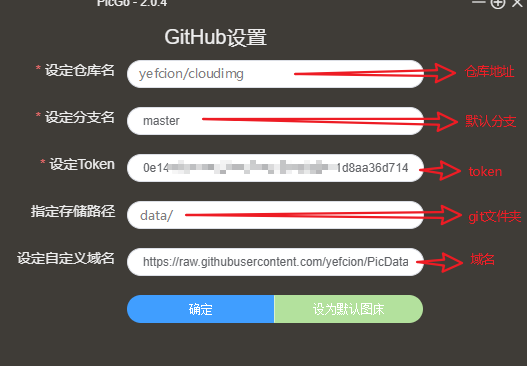 PicGo - 2.0.4
GitHub设置
* 设定仓库名 yefcion/cloudimg 仓库地址
* 设定分支名 master 默认分支
* 设定Token 0e14 1d8aa36d714 token
指定存储路径 data/ git文件夹
设定自定义域名 https://raw.githubusercontent.com/yefcion/PicData 域名
确定 设为默认图床